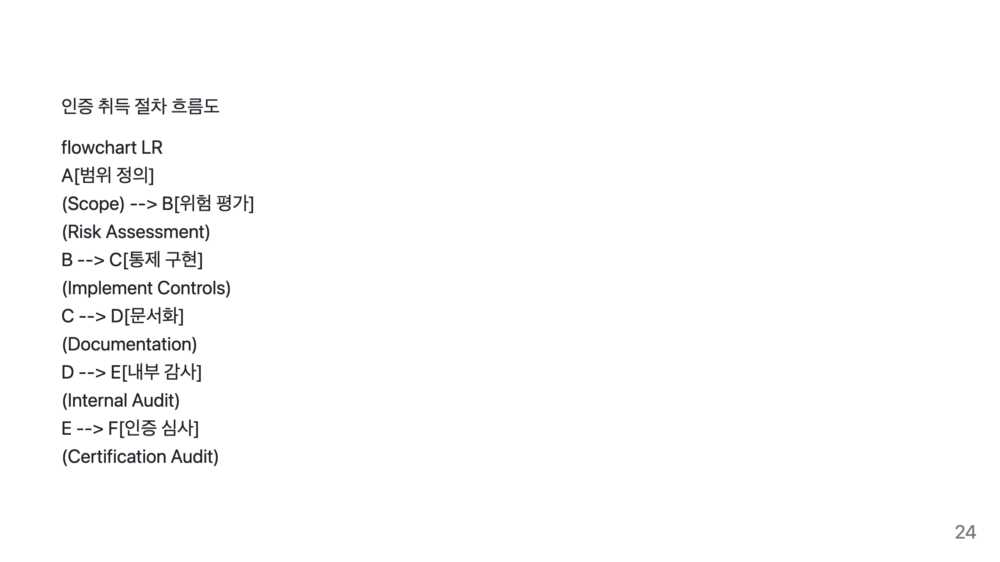 인증 취득 절차 흐름도
flowchart LR
A[범위 정의]
(Scope) --> B[위험 평가]
(Risk Assessment)
B --> C[통제 구현]
(Implement Controls)
C --> D[문서화]
(Documentation)
D --> E[내부 감사]
(Internal Audit)
E --> F[인증 심사]
(Certification Audit)
24